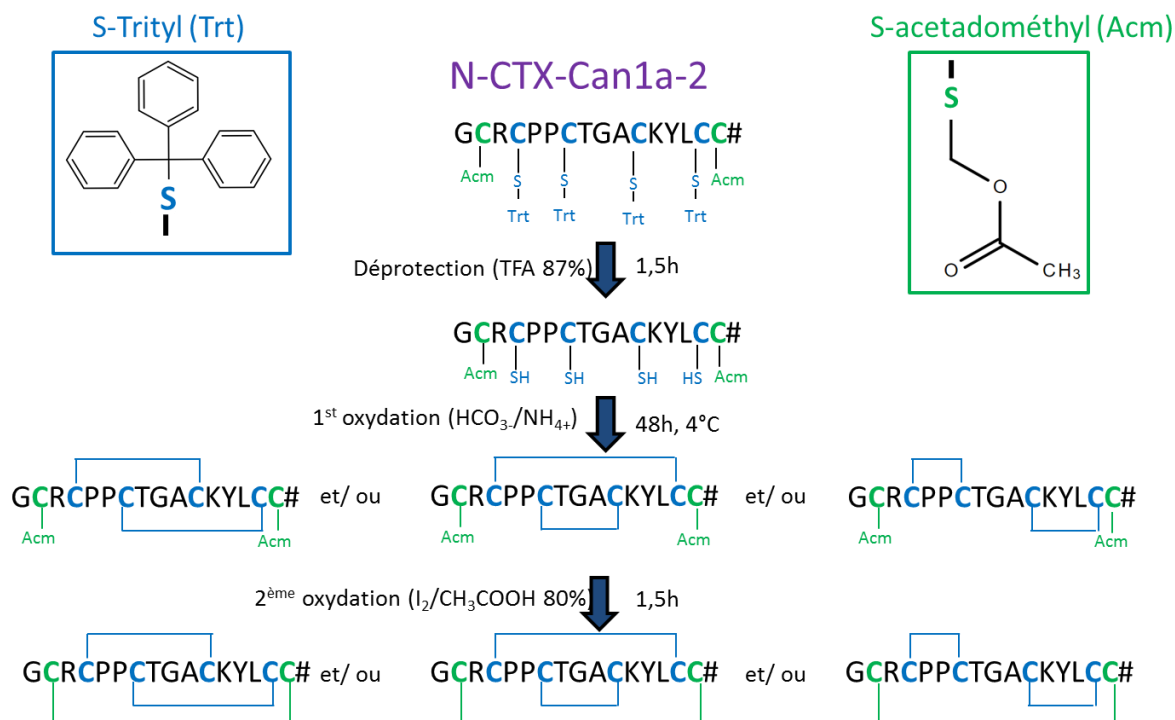 S-Trityl (Trt)
S-acetadométhyl (Acm)
N-CTX-Can1a-2
S
S
O
O
CH3
GCRCPPCTGACKYLCC#
Acm
S
S
S
S
Acm
Trt
Trt
Trt
Trt
Déprotection (TFA 87%)
1,5h
GCRCPPCTGACKYLCC#
Acm
SH
SH
SH
HS
Acm
1st oxydation (HCO3-/NH4+)
48h, 4°C
GCRCPPCTGACKYLCC#
et/ ou
GCRCPPCTGACKYLCC#
et/ ou
GCRCPPCTGACKYLCC#
Acm
Acm
Acm
Acm
Acm
Acm
2ème oxydation (I2/CH3COOH 80%)
1,5h
GCRCPPCTGACKYLCC#
et/ ou
GCRCPPCTGACKYLCC#
et/ ou
GCRCPPCTGACKYLCC#